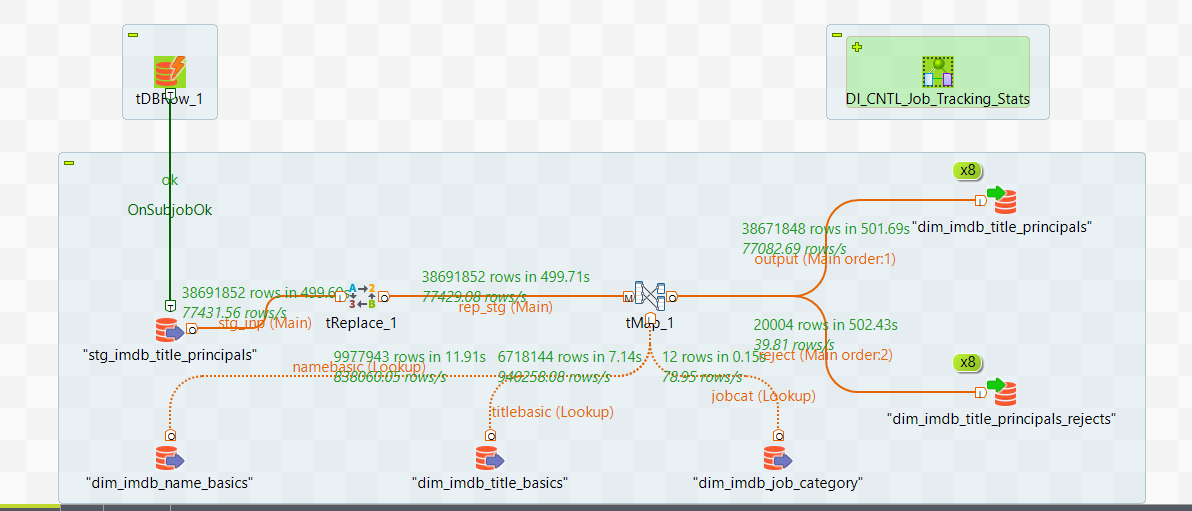 tDBRow_1
DI_CNTL_Job_Tracking_Stats
ok
OnSubjobOk
x8
"dim_imdb_title_principals"
38671848 rows in 501.69s
77082.69 rows/s
output (Main order:1)
38691852 rows in 499.71s
77429.08 rows/s
rep_stg (Main)
38691852 rows in
77431.56 rows/s
stg_inp (Main)
tReplace_1
tMap_1
"stg_imdb_title_principals"
20004 rows in 502.43s
39.81 rows/s
reject (Main order:2)
x8
"dim_imdb_title_principals_rejects"
9977943 rows in 11.91s
838060.05 rows/s
namebasic (Lookup)
6718144 rows in 7.14s
940258.08 rows/s
titlebasic (Lookup)
12 rows in 0.15s
78.95 rows/s
jobcat (Lookup)
"dim_imdb_name_basics"
"dim_imdb_title_basics"
"dim_imdb_job_category"